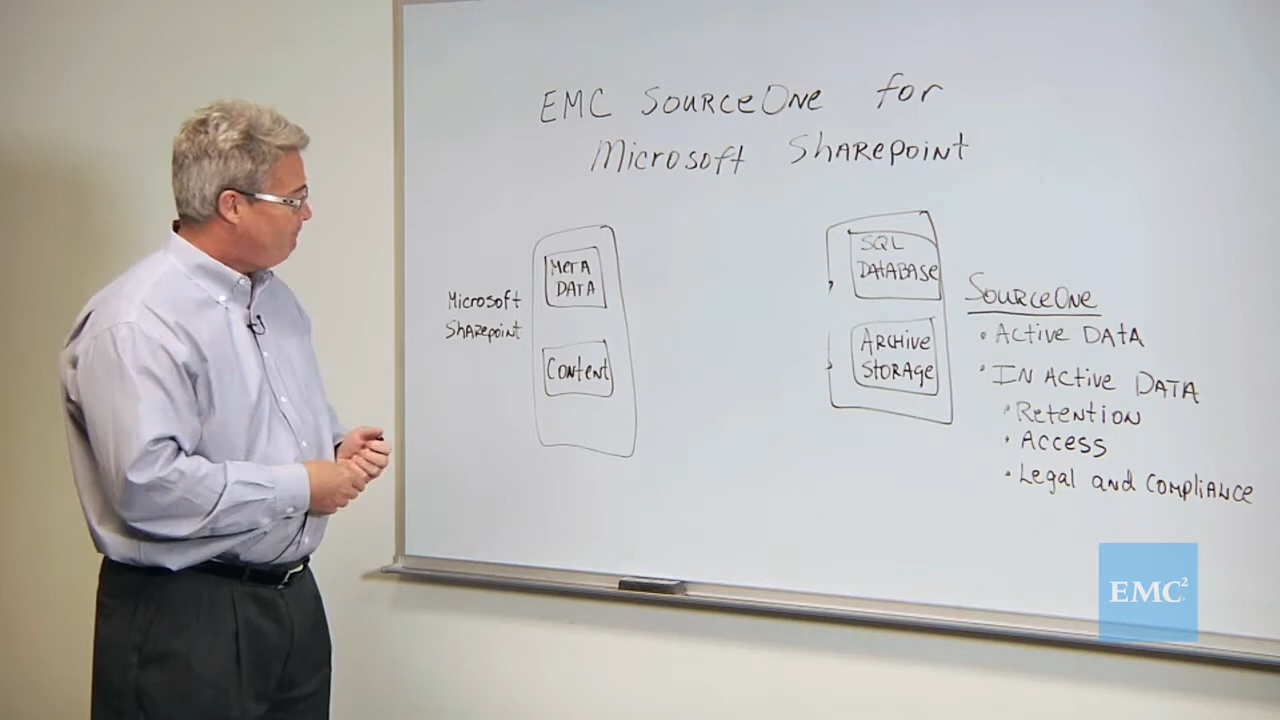 EMC SourceOne for
Microsoft Sharepoint
Microsoft
Sharepoint
Meta
Data
Content
SQL
Database
Archive
Storage
SourceOne
• Active Data
• In Active Data
• Retention
• Access
• Legal and Compliance
EMC²